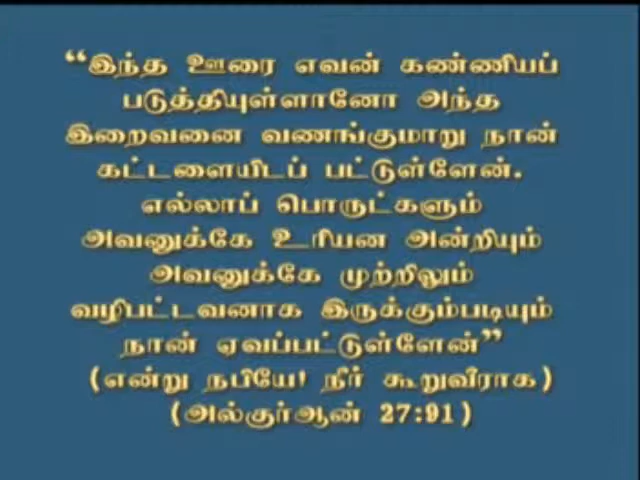 “இந்த ஊரை எவன் கண்ணியப்
படுத்தியுள்ளானோ அந்த
இறைவனை வணங்குமாறு நான்
கட்டளையிடப் பட்டுள்ளேன்.
எல்லாப் பொருட்களும்
அவனுக்கே உரியன அன்றியும்
அவனுக்கே முற்றிலும்
வழிபட்டவனாக இருக்கும்படியும்
நான் ஏவப்பட்டுள்ளேன்”
(என்று நபியே! நீர் கூறுவீராக)
(அல்குர்ஆன் 27:91)